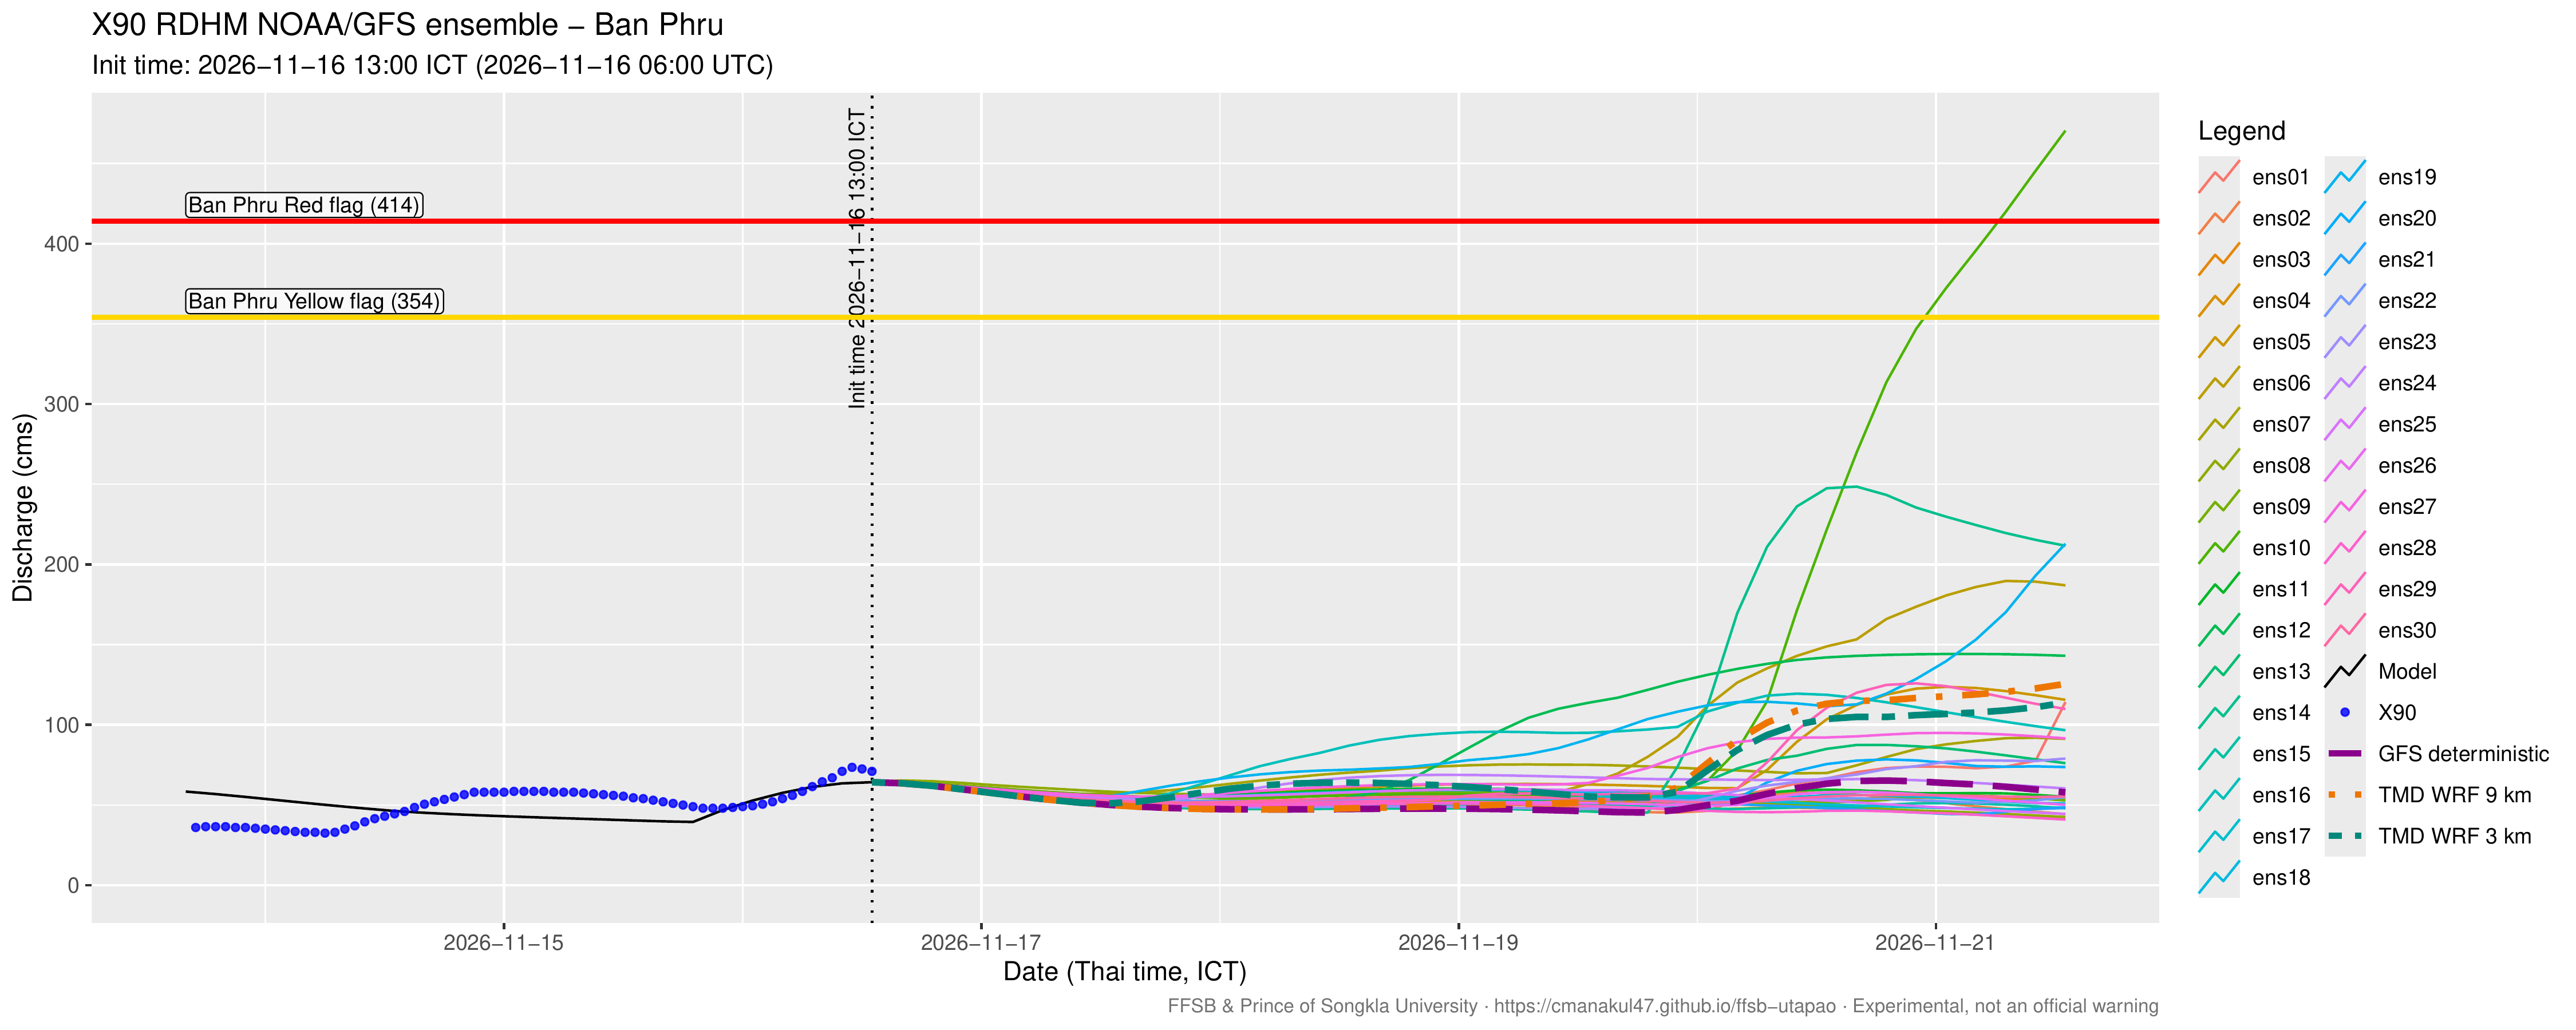 X90 RDHM NOAA/GFS ensemble – Ban Phru
Init time: 2026–11–16 13:00 ICT (2026–11–16 06:00 UTC)
Discharge (cms)
400
300
200
100
0
Ban Phru Red flag (414)
Ban Phru Yellow flag (354)
Init time 2026–11–16 13:00 ICT
2026–11–15
2026–11–17
2026–11–19
2026–11–21
Date (Thai time, ICT)
FFSB & Prince of Songkla University · https://cmanakul47.github.io/ffsb–utapao · Experimental, not an official warning
Legend
ens01
ens02
ens03
ens04
ens05
ens06
ens07
ens08
ens09
ens10
ens11
ens12
ens13
ens14
ens15
ens16
ens17
ens18
ens19
ens20
ens21
ens22
ens23
ens24
ens25
ens26
ens27
ens28
ens29
ens30
Model
X90
GFS deterministic
TMD WRF 9 km
TMD WRF 3 km